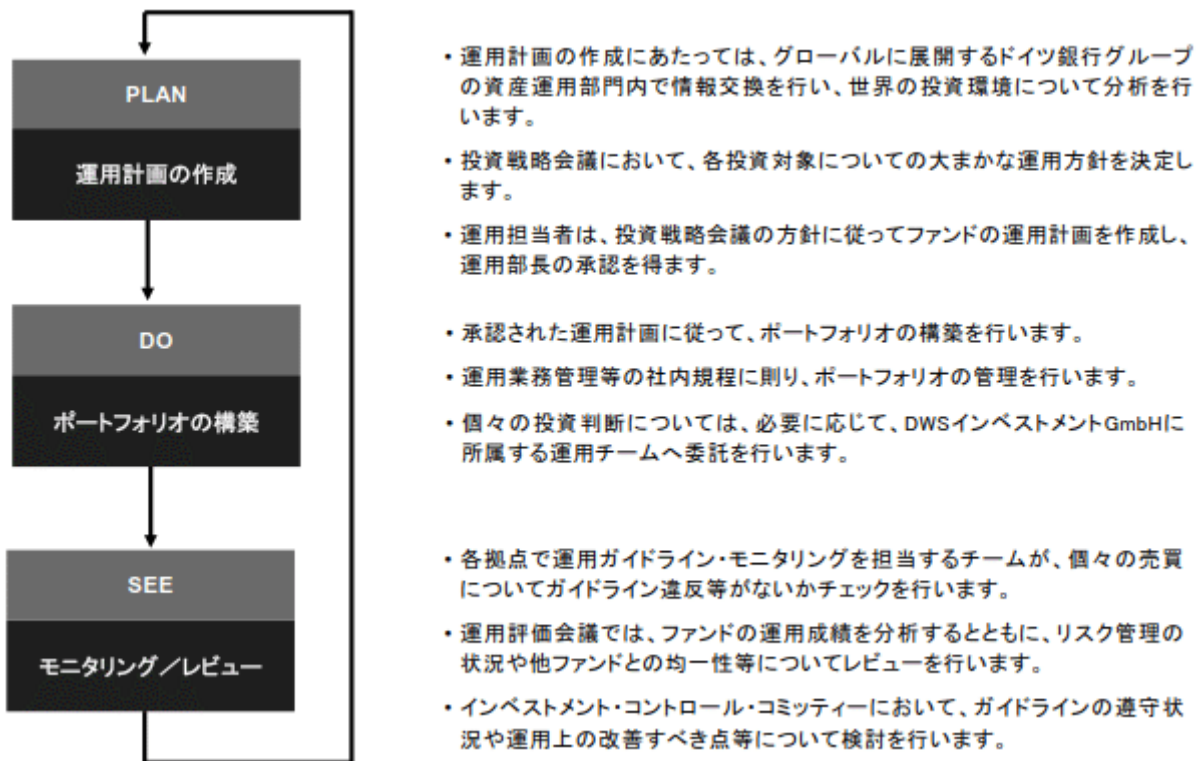 PLAN
運用計画の作成
・運用計画の作成にあたっては、グローバルに展開するドイツ銀行グループ
の資産運用部門内で情報交換を行い、世界の投資環境について分析を行
います。
・投資戦略会議において、各投資対象についての大まかな運用方針を決定し
ます。
・運用担当者は、投資戦略会議の方針に従ってファンドの運用計画を作成し、
運用部長の承認を得ます。
DO
ポートフォリオの構築
・承認された運用計画に従って、ポートフォリオの構築を行います。
・運用業務管理等の社内規程に則り、ポートフォリオの管理を行います。
・個々の投資判断については、必要に応じて、DWSインベストメントGmbHに
所属する運用チームへ委託を行います。
SEE
モニタリング／レビュー
・各拠点で運用ガイドライン・モニタリングを担当するチームが、個々の売買
についてガイドライン違反等がないかチェックを行います。
・運用評価会議では、ファンドの運用成績を分析するとともに、リスク管理の
状況や他ファンドとの均一性等についてレビューを行います。
・インベストメント・コントロール・コミッティーにおいて、ガイドラインの遵守状
況や運用上の改善すべき点等について検討を行います。